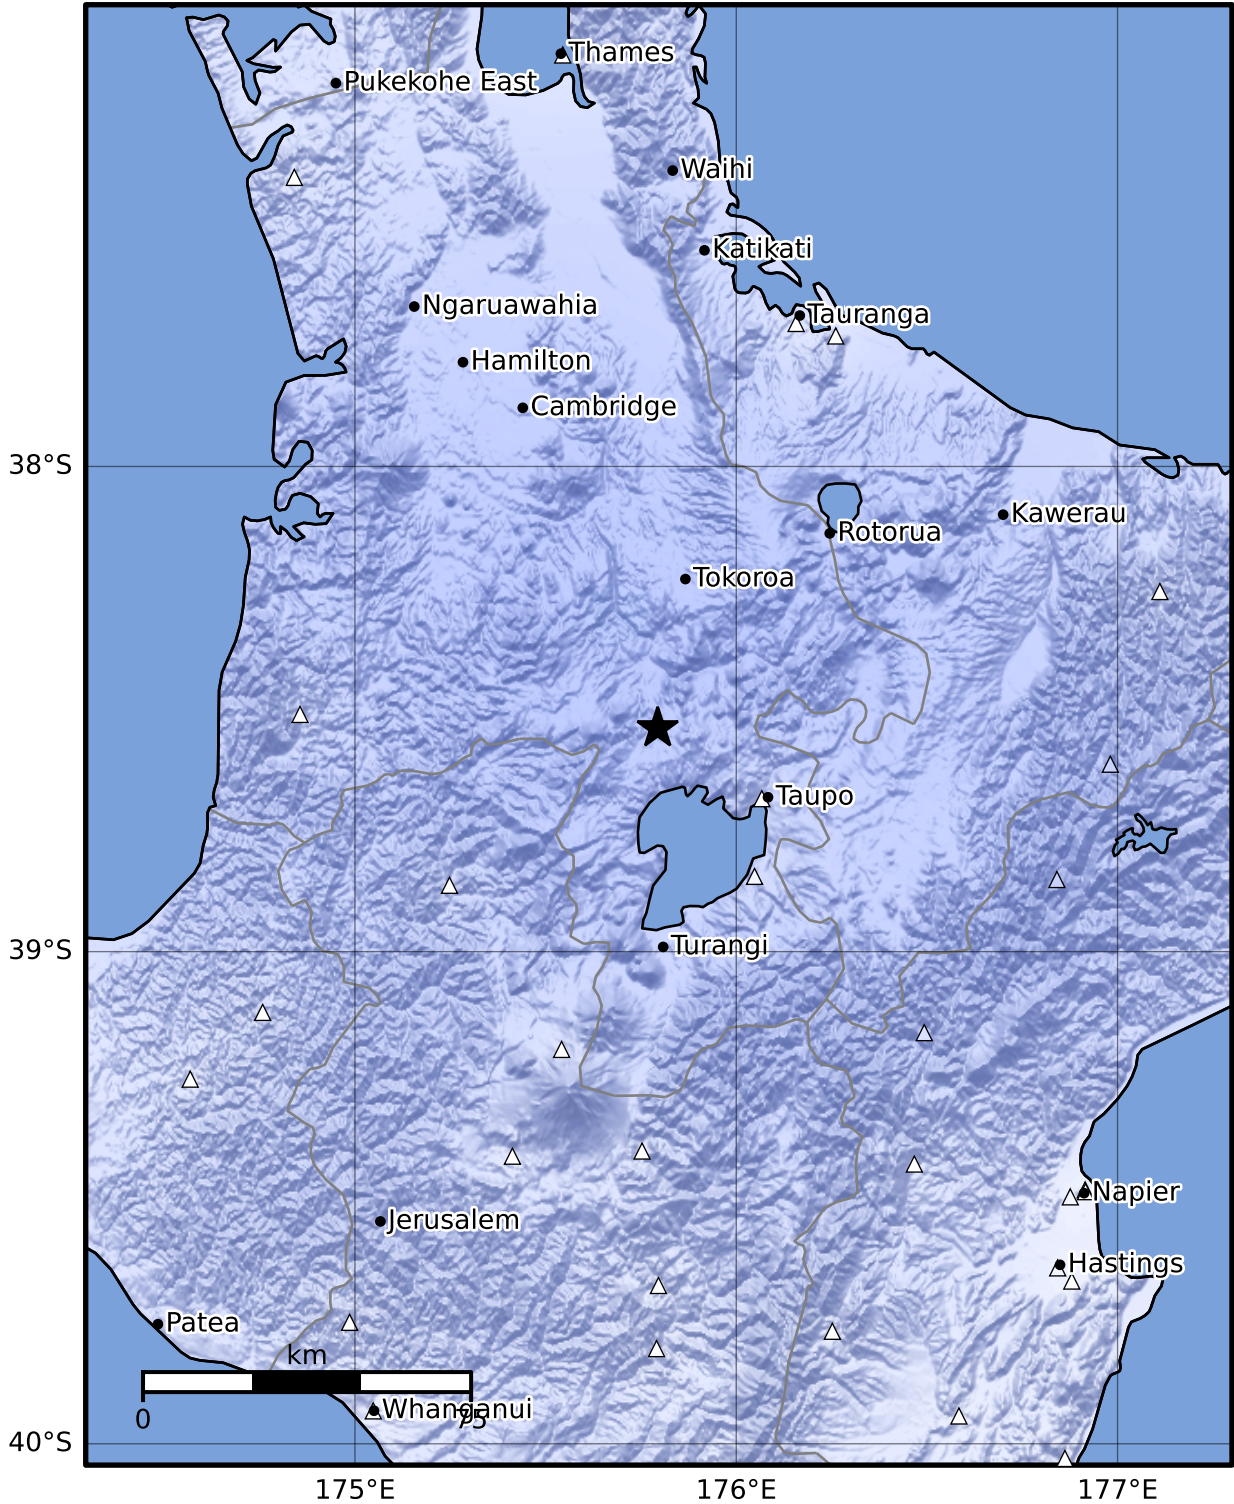 Thames
Pukekohe East
Waihi
Katikati
Ngaruawahia
Tauranga
Hamilton
Cambridge
38°S
Kawerau
Rotorua
Tokoroa
Taupo
Turangi
39°S
Napier
Jerusalem
Hastings
Patea
km
Whanganui
0
75
40°S
175°E
176°E
177°E